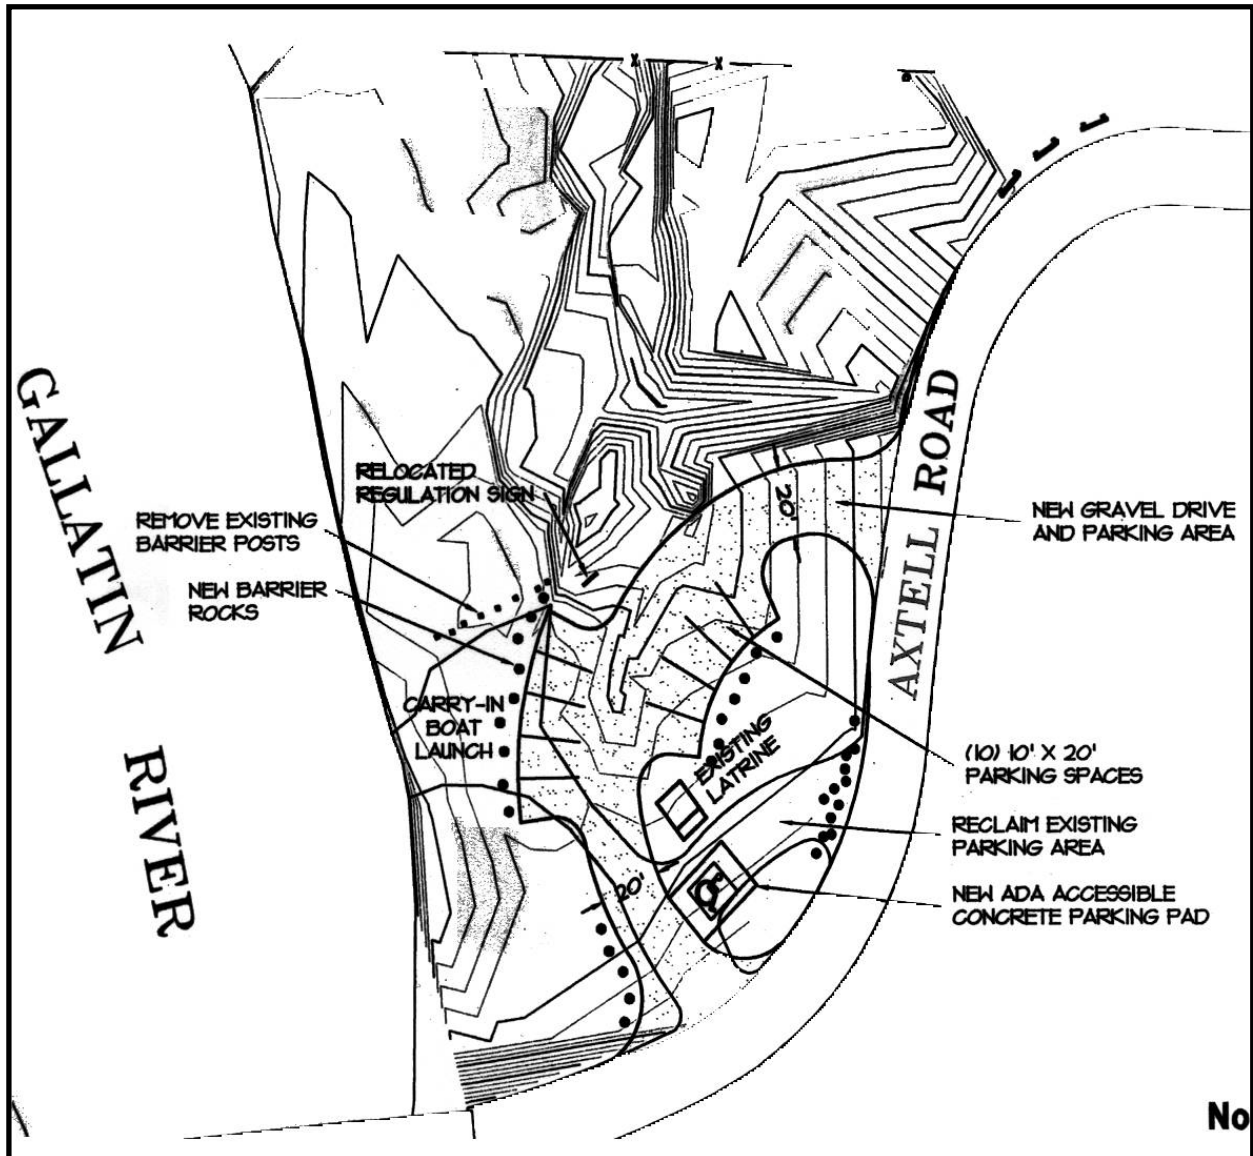 GALLATIN
RIVER
RELOCATED
REGULATION SIGN
REMOVE EXISTING
BARRIER POSTS
NEW BARRIER
ROCKS
CARRY-IN
BOAT
LAUNCH
EXISTING
LATRINE
20'
20'
AXTELL ROAD
NEW GRAVEL DRIVE
AND PARKING AREA
(10) 10' X 20'
PARKING SPACES
RECLAIM EXISTING
PARKING AREA
NEW ADA ACCESSIBLE
CONCRETE PARKING PAD
X
X
No